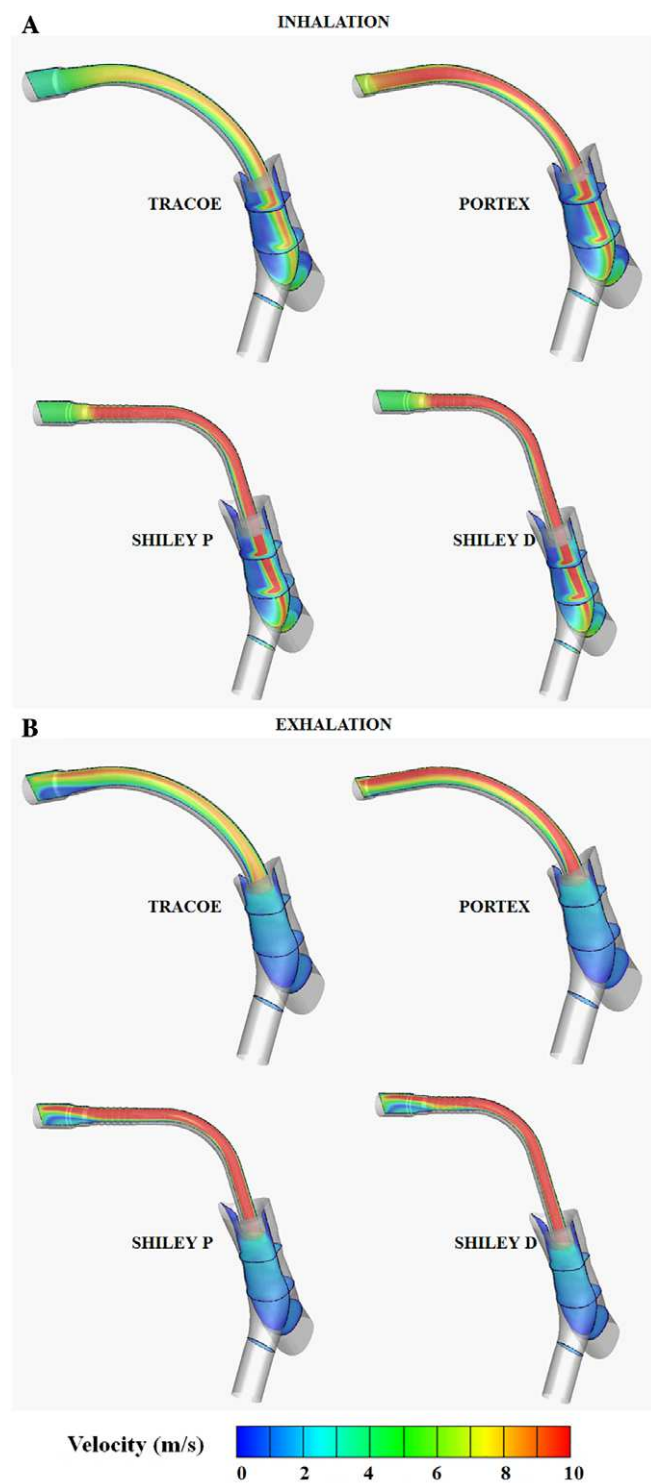 A
INHALATION
TRACOE
PORTEX
SHILEY P
SHILEY D
B
EXHALATION
TRACOE
PORTEX
SHILEY P
SHILEY D
Velocity (m/s)
0 2 4 6 8 10